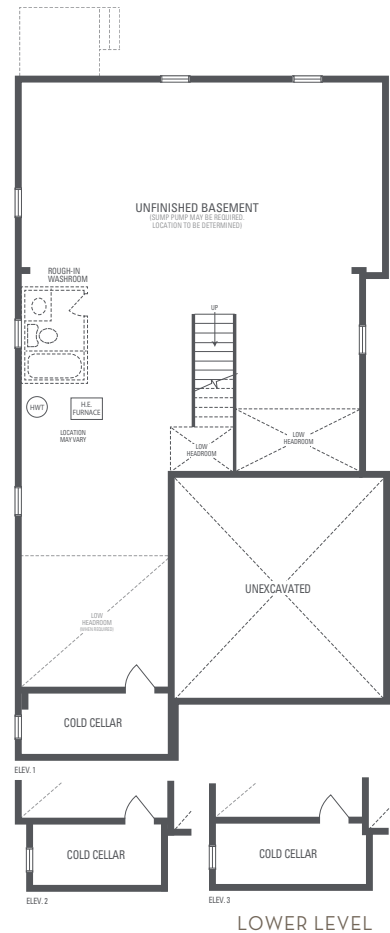 UNFINISHED BASEMENT
(SUMP PUMP MAY BE REQUIRED.
LOCATION TO BE DETERMINED)
ROUGH-IN
WASHROOM
UP
HWT
H.E.
FURNACE
LOCATION
MAY VARY
LOW
HEADROOM
LOW
HEADROOM
UNEXCAVATED
LOW
HEADROOM
(WHEN REQUIRED)
COLD CELLAR
ELEV. 1
COLD CELLAR
ELEV. 2
COLD CELLAR
ELEV. 3
LOWER LEVEL